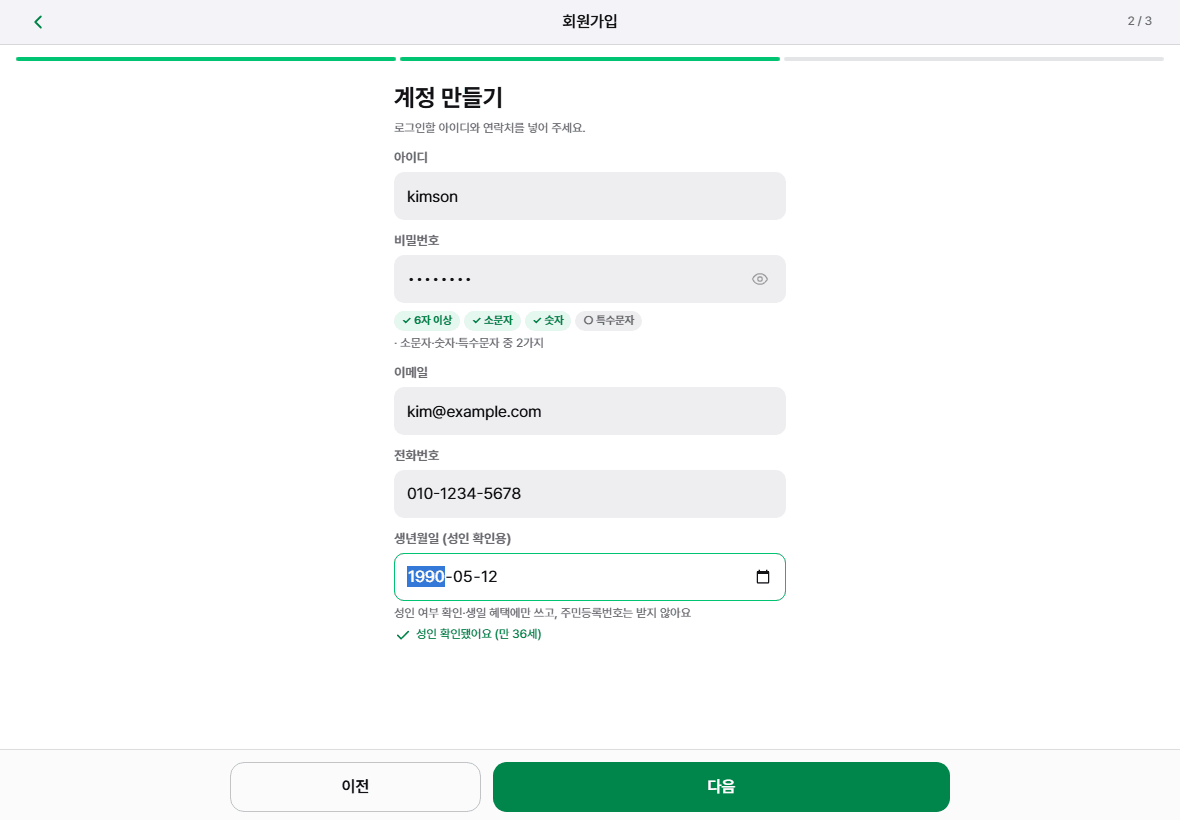 회원가입
2 / 3
계정 만들기
로그인할 아이디와 연락처를 넣어 주세요.
아이디
kimson
비밀번호
••••••••
6자 이상 소문자 숫자 특수문자
· 소문자·숫자·특수문자 중 2가지
이메일
kim@example.com
전화번호
010-1234-5678
생년월일 (성인 확인용)
1990-05-12
성인 여부 확인·생일 혜택에만 쓰고, 주민등록번호는 받지 않아요
성인 확인됐어요 (만 36세)
이전
다음